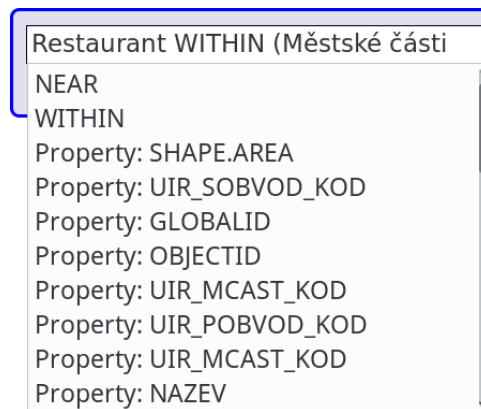 Restaurant WITHIN (Městské části
NEAR
WITHIN
Property: SHAPE.AREA
Property: UIR_SOBVOD_KOD
Property: GLOBALID
Property: OBJECTID
Property: UIR_MCAST_KOD
Property: UIR_POBVOD_KOD
Property: UIR_MCAST_KOD
Property: NAZEV